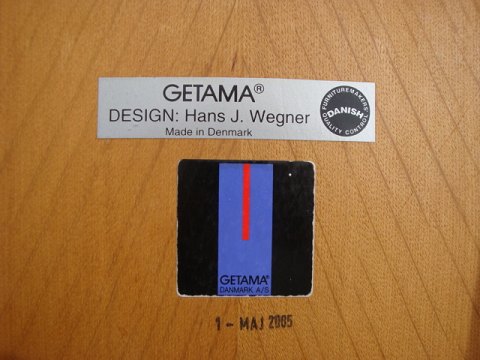 GETAMA®
DESIGN: Hans J. Wegner
Made in Denmark
FURNITUREMAKERS'
DANISH
QUALITY CONTROL
GETAMA®
DANMARK A/S
1 - MAJ 2005